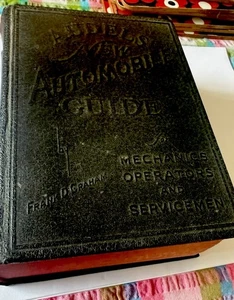 AUDELS
NEW
AUTOMOBILE
GUIDE
FRANK D. GRAHAM
MECHANICS
OPERATORS
AND
SERVICEMEN